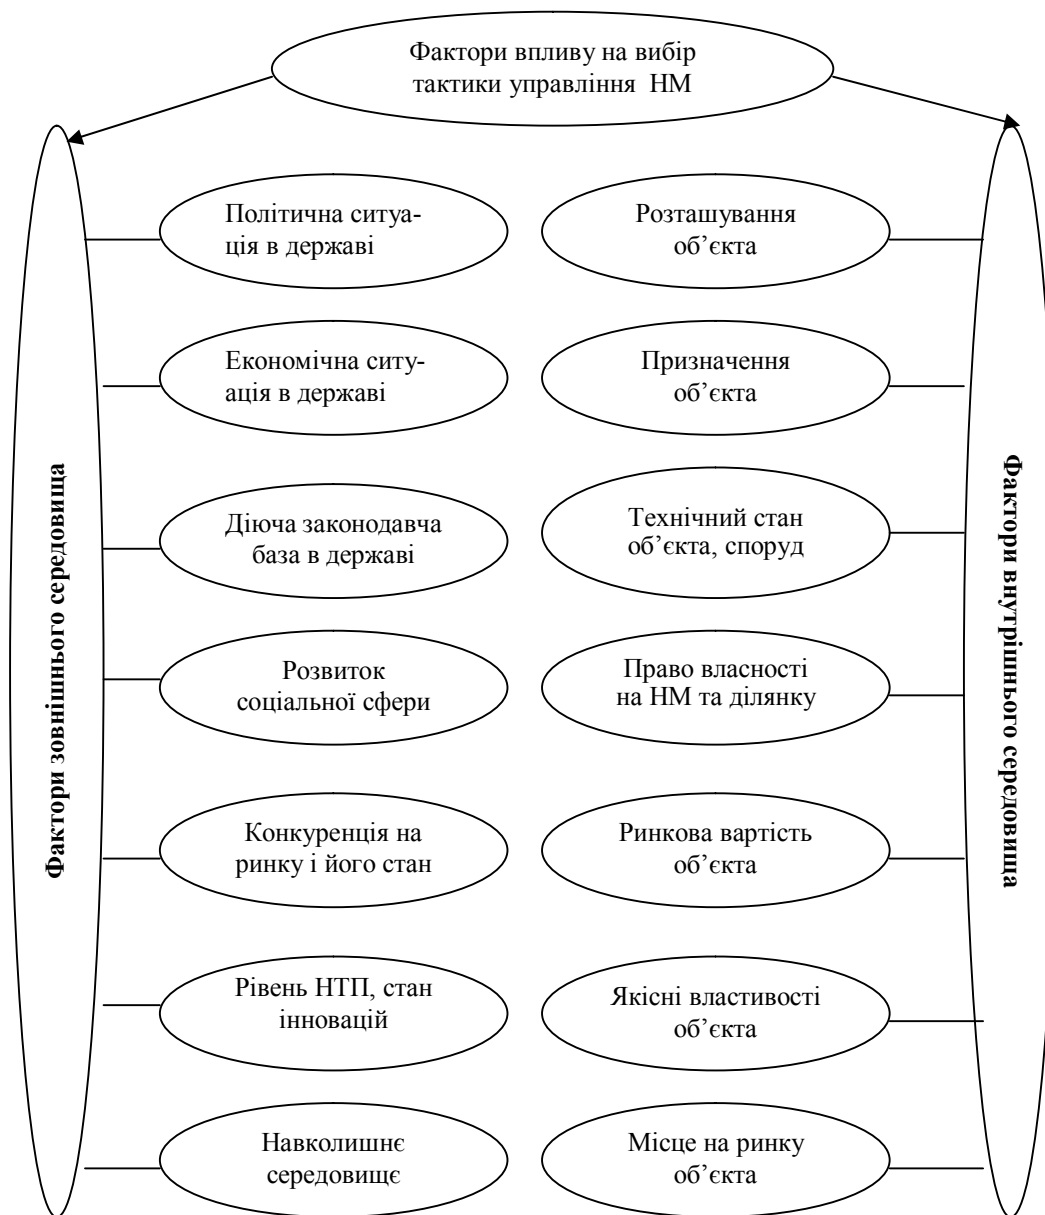 Фактори впливу на вибір
тактики управління НМ
Фактори зовнішнього середовища
Політична ситуа-
ція в державі
Економічна ситу-
ація в державі
Діюча законодавча
база в державі
Розвиток
соціальної сфери
Конкуренція на
ринку і його стан
Рівень НТП, стан
інновацій
Навколишнє
середовищє
Розташування
об’єкта
Призначення
об’єкта
Технічний стан
об’єкта, споруд
Право власності
на НМ та ділянку
Ринкова вартість
об’єкта
Якісні властивості
об’єкта
Місце на ринку
об’єкта
Фактори внутрішнього середовища